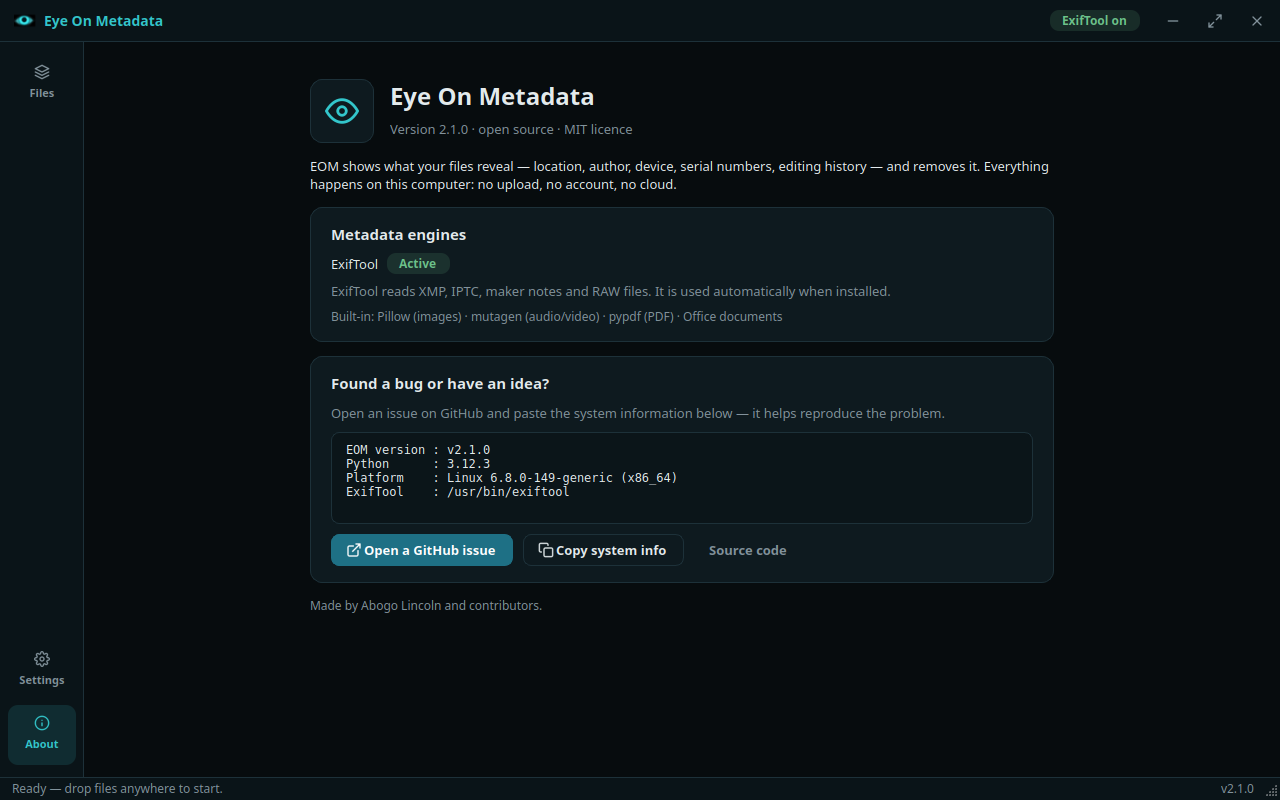 Eye On Metadata
ExifTool on
Files
Eye On Metadata
Version 2.1.0 · open source · MIT licence
EOM shows what your files reveal — location, author, device, serial numbers, editing history — and removes it. Everything
happens on this computer: no upload, no account, no cloud.
Metadata engines
ExifTool Active
ExifTool reads XMP, IPTC, maker notes and RAW files. It is used automatically when installed.
Built-in: Pillow (images) · mutagen (audio/video) · pypdf (PDF) · Office documents
Found a bug or have an idea?
Open an issue on GitHub and paste the system information below — it helps reproduce the problem.
EOM version : v2.1.0
Python      : 3.12.3
Platform    : Linux 6.8.0-149-generic (x86_64)
ExifTool    : /usr/bin/exiftool
Open a GitHub issue
Copy system info
Source code
Made by Abogo Lincoln and contributors.
Settings
About
Ready — drop files anywhere to start.
v2.1.0